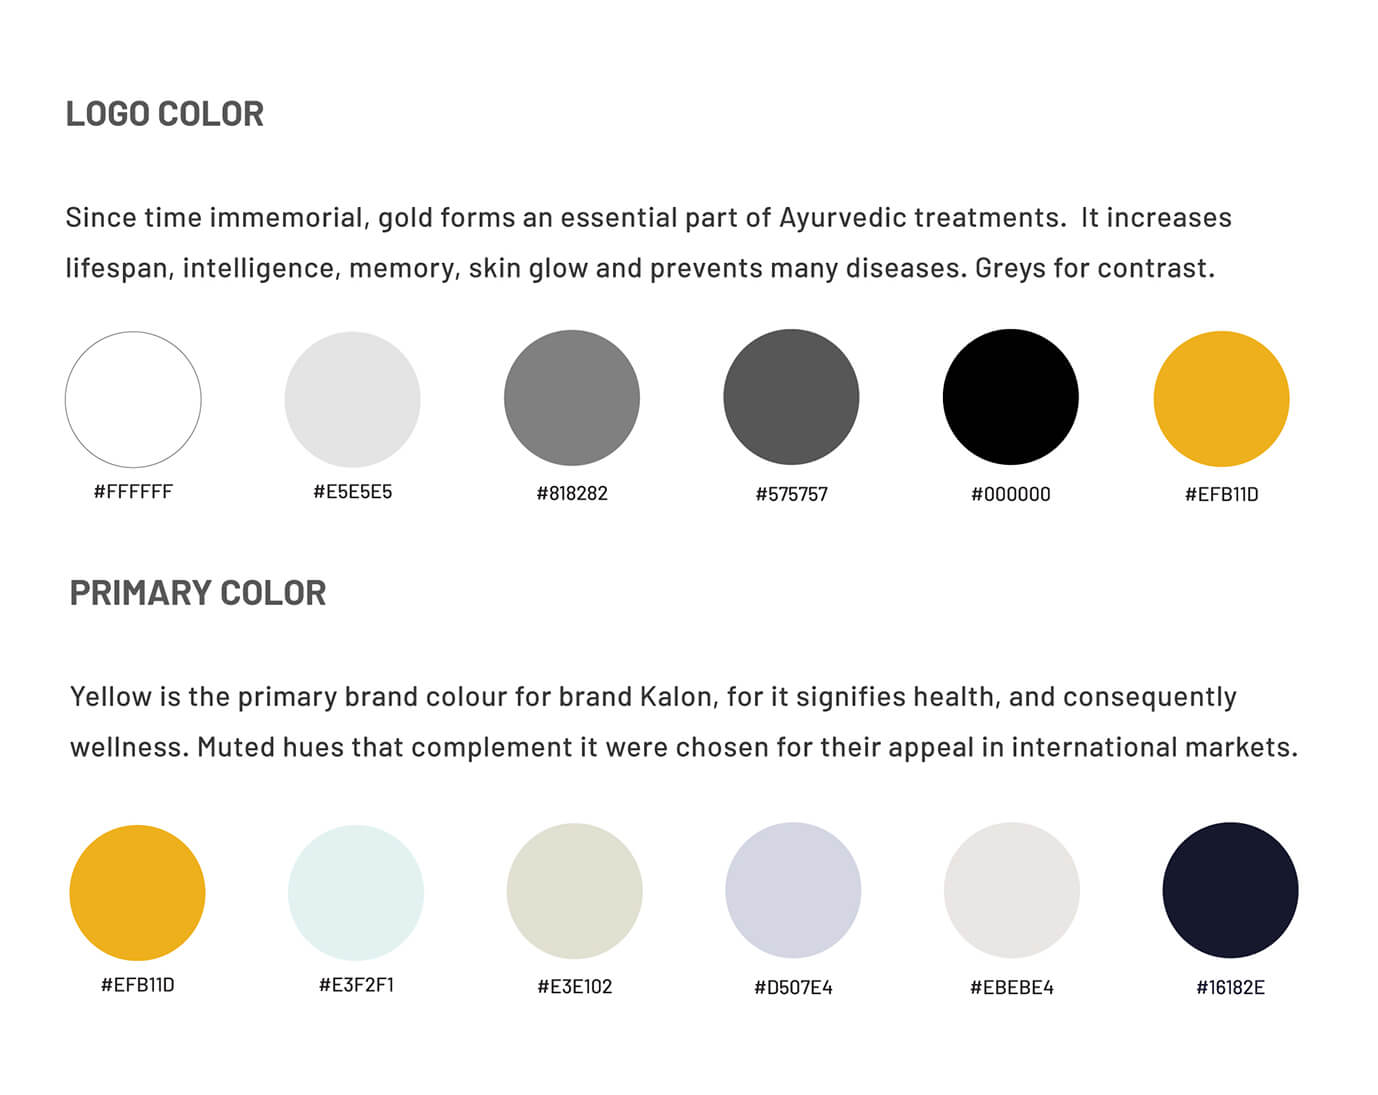 LOGO COLOR
Since time immemorial, gold forms an essential part of Ayurvedic treatments.  It increases
lifespan, intelligence, memory, skin glow and prevents many diseases. Greys for contrast.
#FFFFFF
#E5E5E5
#818282
#575757
#000000
#EFB11D
PRIMARY COLOR
Yellow is the primary brand colour for brand Kalon, for it signifies health, and consequently
wellness. Muted hues that complement it were chosen for their appeal in international markets.
#EFB11D
#E3F2F1
#E3E102
#D507E4
#EBEBE4
#16182E